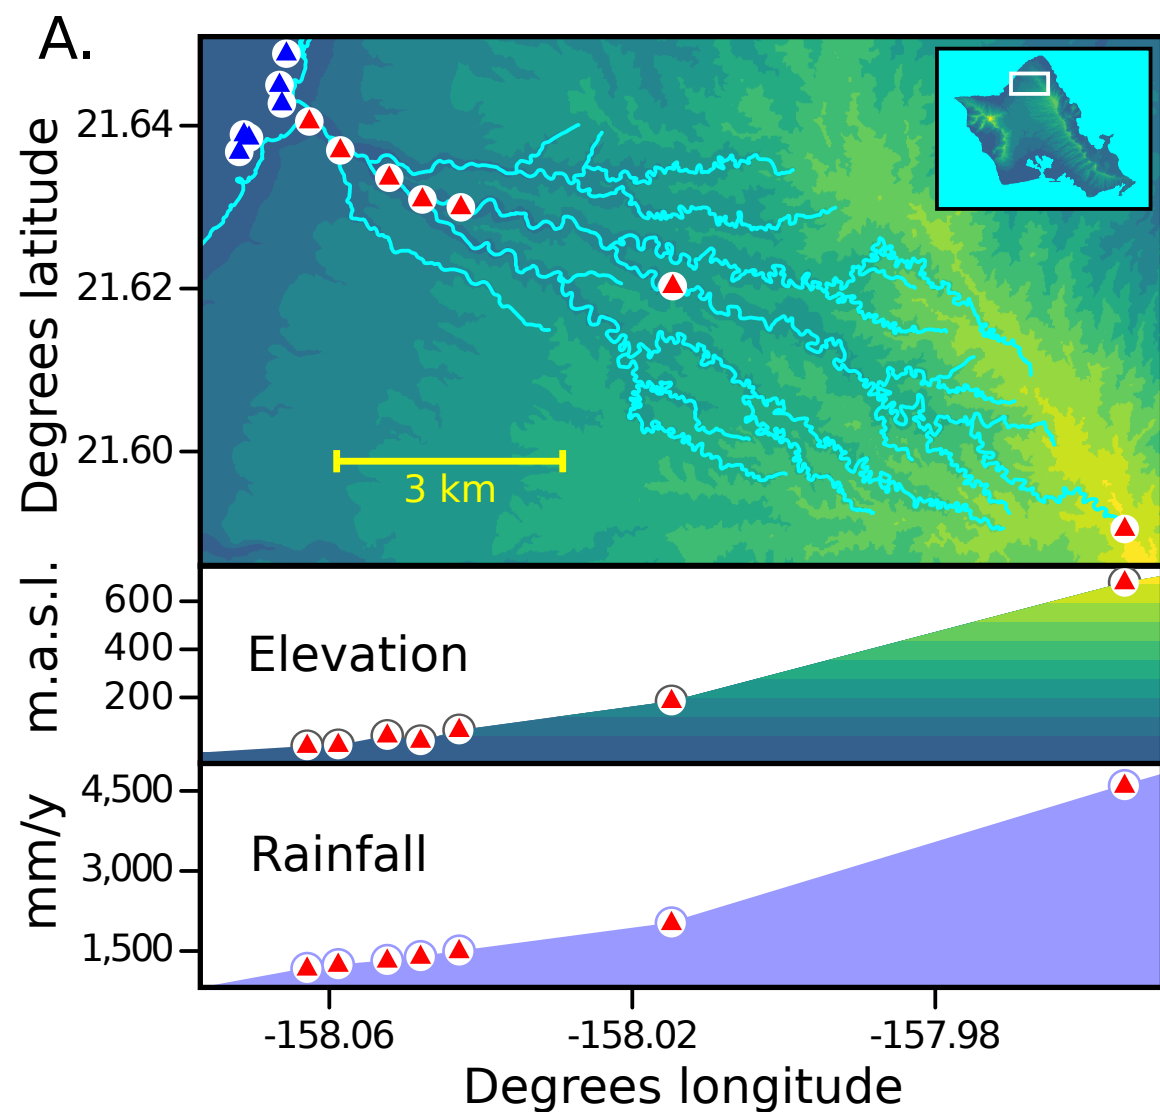 A.
Degrees latitude
21.64
21.62
21.60
3 km
m.a.s.l.
600
400
200
Elevation
mm/y
4,500
3,000
1,500
Rainfall
-158.06
-158.02
-157.98
Degrees longitude